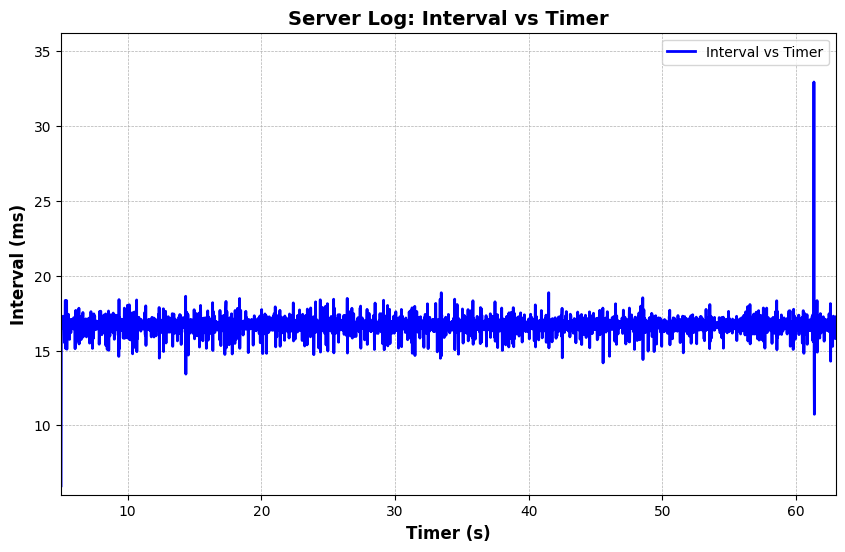 Server Log: Interval vs Timer
Interval vs Timer
35
30
25
20
15
10
Interval (ms)
10 20 30 40 50 60
Timer (s)